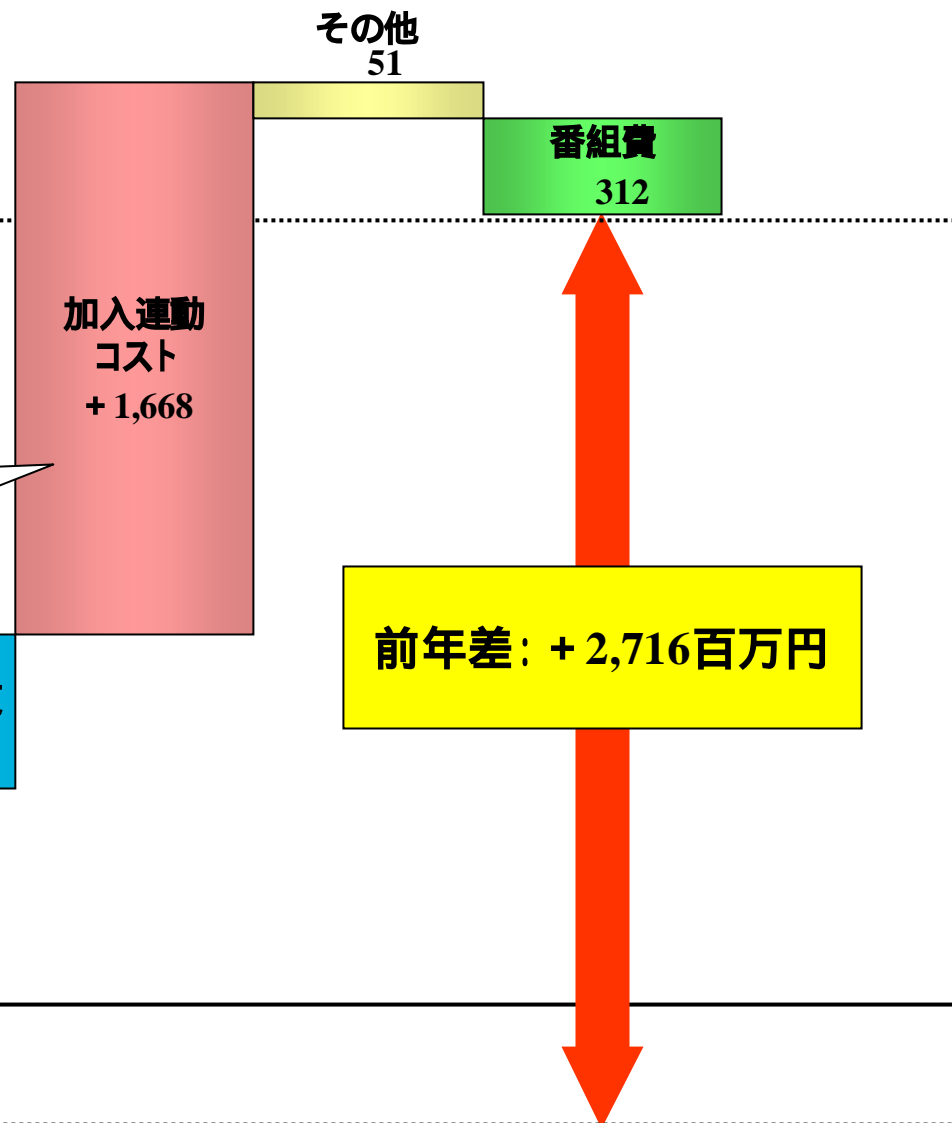 その他
51
番組費
312
加入連動
コスト
+ 1,668
前年差: + 2,716百万円